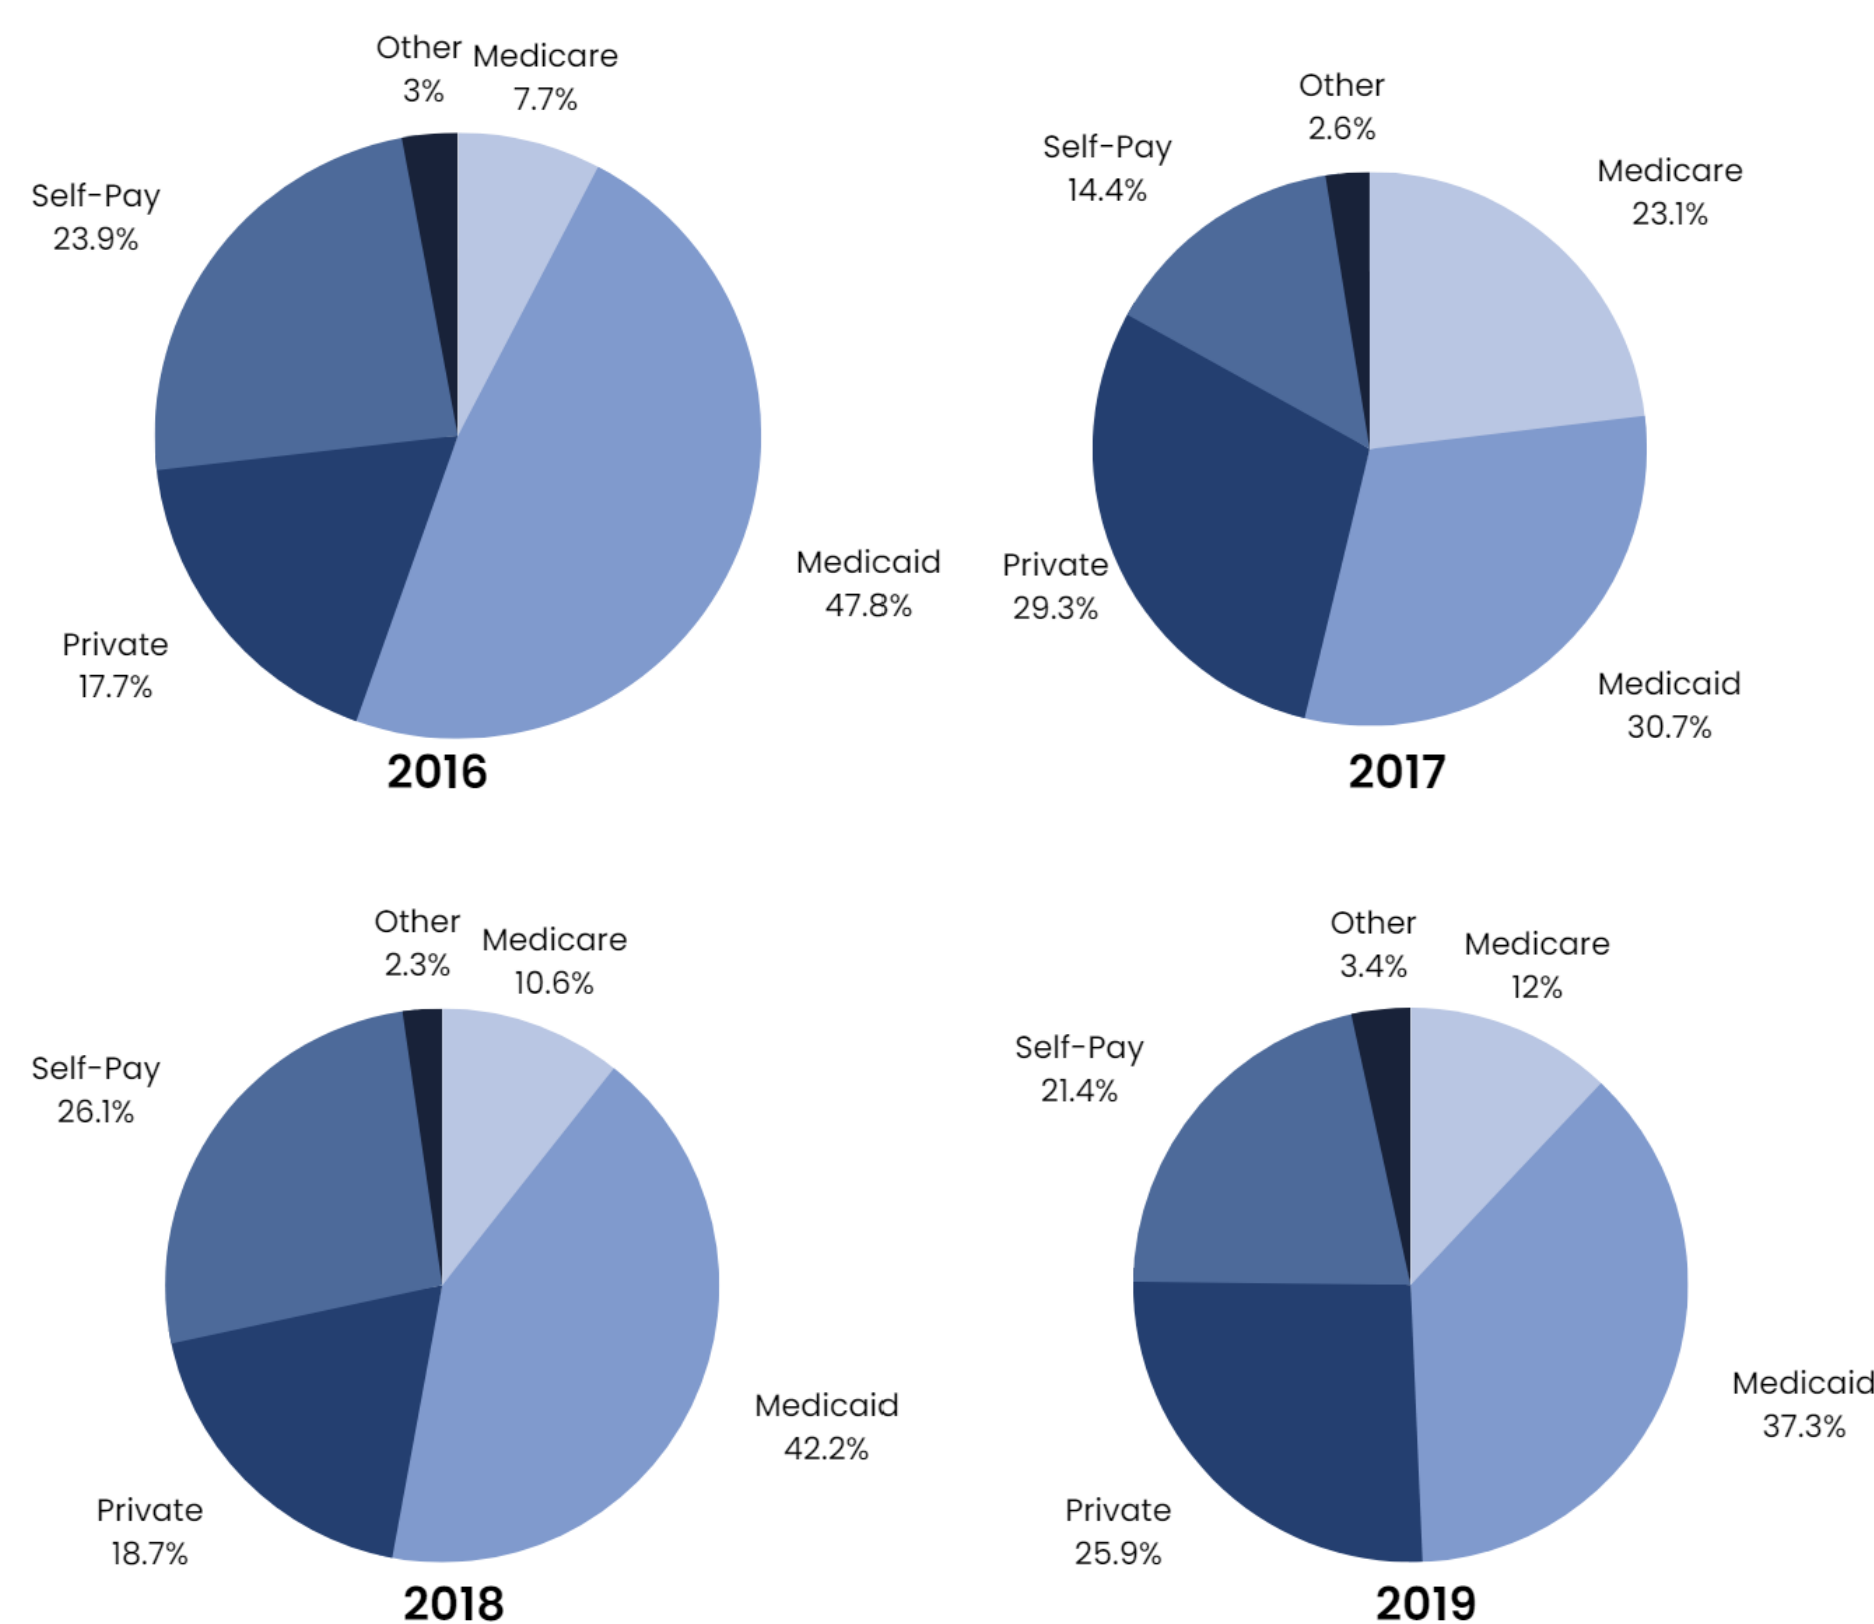 Other
3%
Medicare
7.7%
Self-Pay
23.9%
Medicaid
47.8%
Private
17.7%
2016
Other
2.6%
Self-Pay
14.4%
Medicare
23.1%
Private
29.3%
Medicaid
30.7%
2017
Other
2.3%
Medicare
10.6%
Self-Pay
26.1%
Medicaid
42.2%
Private
18.7%
2018
Other
3.4%
Medicare
12%
Self-Pay
21.4%
Medicaid
37.3%
Private
25.9%
2019